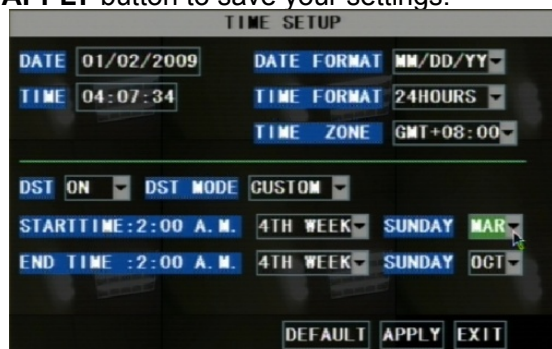 APPLY button to save your settings.
TIME SETUP
DATE 01/02/2009 DATE FORMAT MM/DD/YY
TIME 04:07:34 TIME FORMAT 24HOURS
TIME ZONE GMT+08:00
DST ON DST MODE CUSTOM
STARTTIME:2:00 A.M. 4TH WEEK SUNDAY MAR
END TIME :2:00 A.M. 4TH WEEK SUNDAY OCT
DEFAULT APPLY EXIT